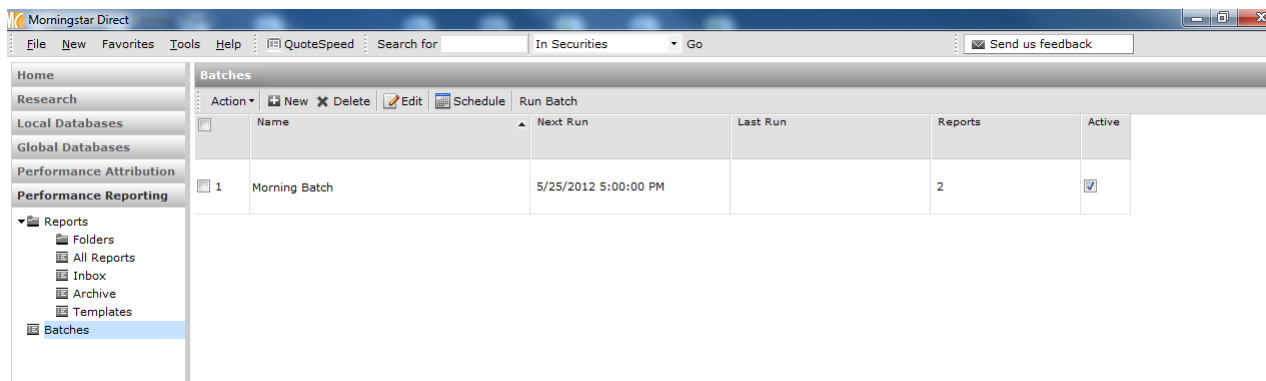 Morningstar Direct
File New Favorites Tools Help QuoteSpeed Search for In Securities Go Send us feedback
Home
Research
Local Databases
Global Databases
Performance Attribution
Performance Reporting
Reports
Folders
All Reports
Inbox
Archive
Templates
Batches
Batches
Action New Delete Edit Schedule Run Batch
Name Next Run Last Run Reports Active
1 Morning Batch 5/25/2012 5:00:00 PM 2